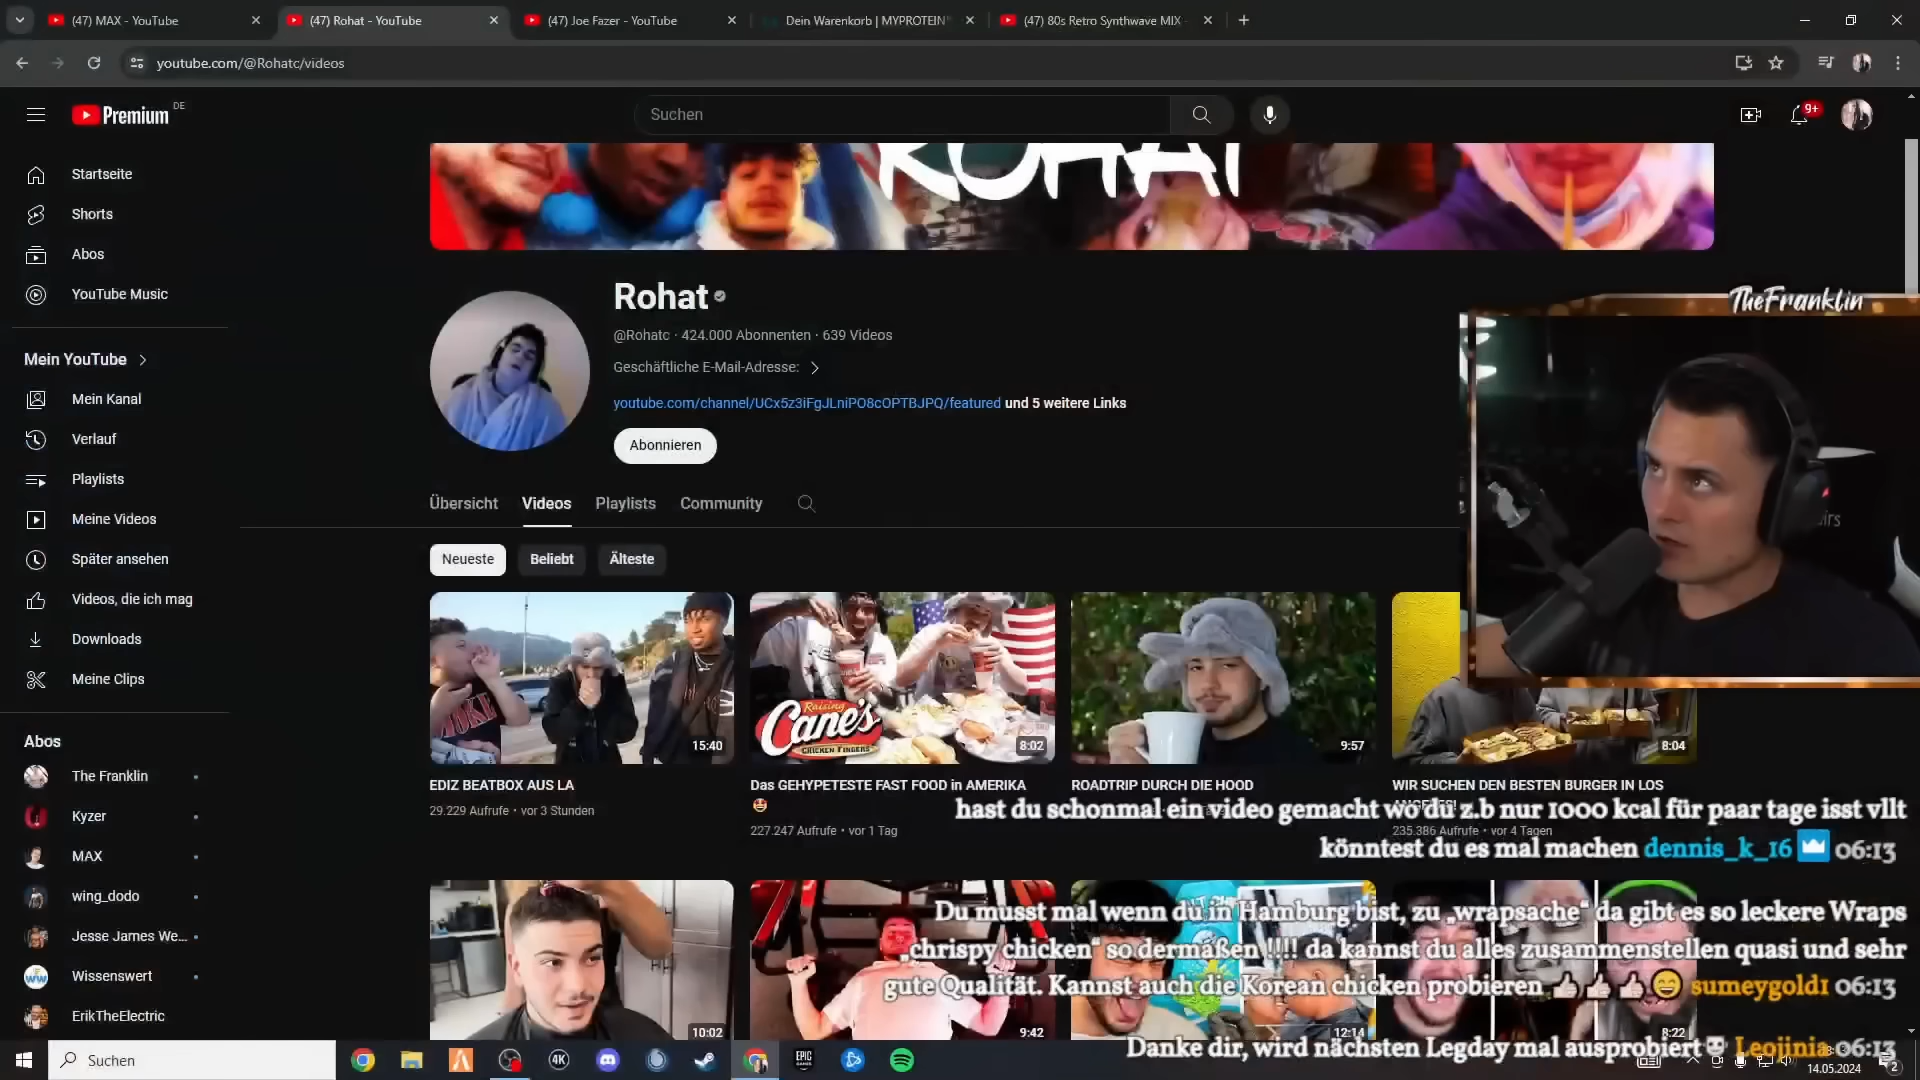 (47) MAX - YouTube
(47) Rohat - YouTube
(47) Joe Fazer - YouTube
Dein Warenkorb | MYPROTEIN
(47) 80s Retro Synthwave MIX
youtube.com/@Rohatc/videos
Premium DE
Suchen
9+
Startseite
Shorts
Abos
YouTube Music
Mein YouTube
Mein Kanal
Verlauf
Playlists
Meine Videos
Später ansehen
Videos, die ich mag
Downloads
Meine Clips
Abos
The Franklin
Kyzer
MAX
wing_dodo
Jesse James We...
Wissenswert
ErikTheElectric
ROHAT
Rohat
@Rohatc · 424.000 Abonnenten · 639 Videos
Geschäftliche E-Mail-Adresse:
youtube.com/channel/UCx5z3iFgJLniPO8cOPTBJPQ/featured und 5 weitere Links
Abonnieren
Übersicht
Videos
Playlists
Community
Neueste
Beliebt
Älteste
TheFranklin
15:40
Raising
Cane's
CHICKEN FINGERS
8:02
9:57
8:04
EDIZ BEATBOX AUS LA
29.229 Aufrufe • vor 3 Stunden
Das GEHYPETESTE FAST FOOD in AMERIKA
🤩
227.247 Aufrufe • vor 1 Tag
ROADTRIP DURCH DIE HOOD
WIR SUCHEN DEN BESTEN BURGER IN LOS
235.386 Aufrufe • vor 4 Tagen
hast du schonmal ein video gemacht wo du z.b nur 1000 kcal für paar tage isst vllt
könntest du es mal machen dennis_k_16 06:13
Du musst mal wenn du in Hamburg bist, zu „wrapsache“ da gibt es so leckere Wraps
„chrispy chicken“ so dermaßen !!!! da kannst du alles zusammenstellen quasi und sehr
gute Qualität. Kannst auch die Korean chicken probieren 👍👍👍😄 sumeygold1 06:13
Danke dir, wird nächsten Legday mal ausprobiert Leojinia 06:13
10:02
9:42
12:14
8:22
Suchen
4K
EPIC
GAMES
14.05.2024
2